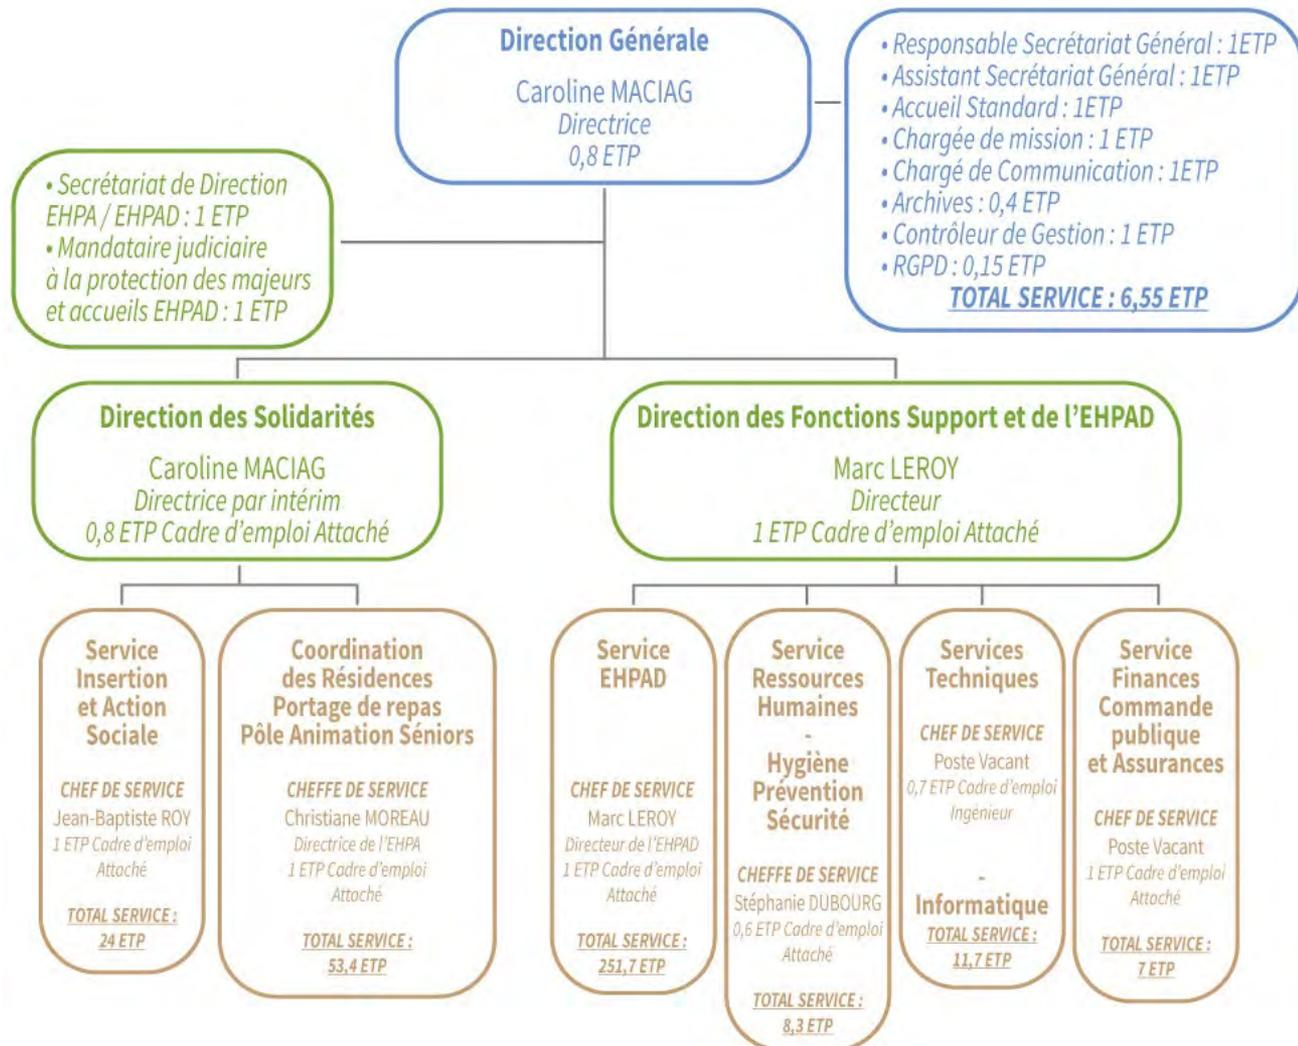 Direction Générale
Caroline MACIAG
Directrice
0,8 ETP
• Responsable Secrétariat Général : 1ETP
• Assistant Secrétariat Général : 1ETP
• Accueil Standard : 1ETP
• Chargée de mission : 1 ETP
• Chargé de Communication : 1ETP
• Archives : 0,4 ETP
• Contrôleur de Gestion : 1 ETP
• RGPD : 0,15 ETP
TOTAL SERVICE : 6,55 ETP
• Secrétariat de Direction
EHPA / EHPAD : 1 ETP
• Mandataire judiciaire
à la protection des majeurs
et accueils EHPAD : 1 ETP
Direction des Solidarités
Caroline MACIAG
Directrice par intérim
0,8 ETP Cadre d'emploi Attaché
Direction des Fonctions Support et de l'EHPAD
Marc LEROY
Directeur
1 ETP Cadre d'emploi Attaché
Service
Insertion
et Action
Sociale
CHEF DE SERVICE
Jean-Baptiste ROY
1 ETP Cadre d'emploi
Attaché
TOTAL SERVICE :
24 ETP
Coordination
des Résidences
Portage de repas
Pôle Animation Séniors
CHEFFE DE SERVICE
Christiane MOREAU
Directrice de l'EHPA
1 ETP Cadre d'emploi
Attaché
TOTAL SERVICE :
53,4 ETP
Service
EHPAD
CHEF DE SERVICE
Marc LEROY
Directeur de l'EHPAD
1 ETP Cadre d'emploi
Attaché
TOTAL SERVICE :
251,7 ETP
Service
Ressources
Humaines
-
Hygiène
Prévention
Sécurité
CHEFFE DE SERVICE
Stéphanie DUBOURG
0,6 ETP Cadre d'emploi
Attaché
TOTAL SERVICE :
8,3 ETP
Services
Techniques
CHEF DE SERVICE
Poste Vacant
0,7 ETP Cadre d'emploi
Ingénieur
-
Informatique
TOTAL SERVICE :
11,7 ETP
Service
Finances
Commande
publique
et Assurances
CHEF DE SERVICE
Poste Vacant
1 ETP Cadre d'emploi
Attaché
TOTAL SERVICE :
7 ETP